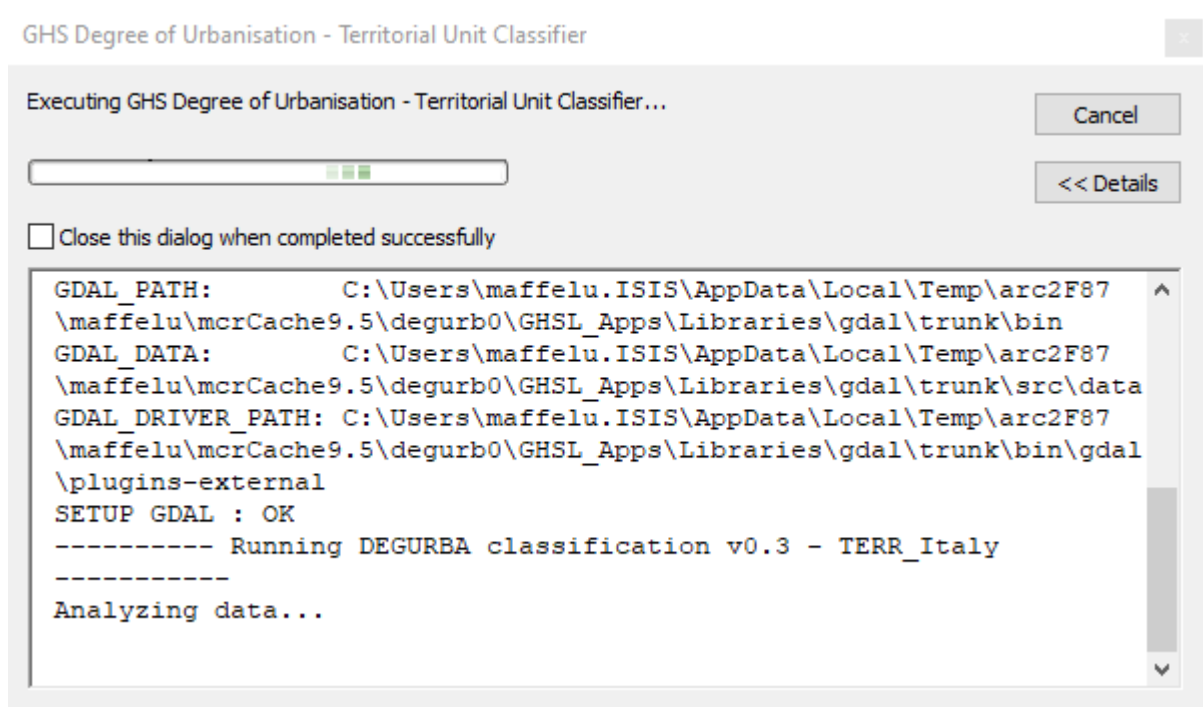 GHS Degree of Urbanisation - Territorial Unit Classifier
Executing GHS Degree of Urbanisation - Territorial Unit Classifier...
Cancel
<< Details
Close this dialog when completed successfully
GDAL_PATH:        C:\Users\maffelu.ISIS\AppData\Local\Temp\arc2F87
\maffelu\mcrCache9.5\degurb0\GHSL_Apps\Libraries\gdal\trunk\bin
GDAL_DATA:        C:\Users\maffelu.ISIS\AppData\Local\Temp\arc2F87
\maffelu\mcrCache9.5\degurb0\GHSL_Apps\Libraries\gdal\trunk\src\data
GDAL_DRIVER_PATH: C:\Users\maffelu.ISIS\AppData\Local\Temp\arc2F87
\maffelu\mcrCache9.5\degurb0\GHSL_Apps\Libraries\gdal\trunk\bin\gdal
\plugins-external
SETUP GDAL : OK
---------- Running DEGURBA classification v0.3 - TERR_Italy
-----------
Analyzing data...